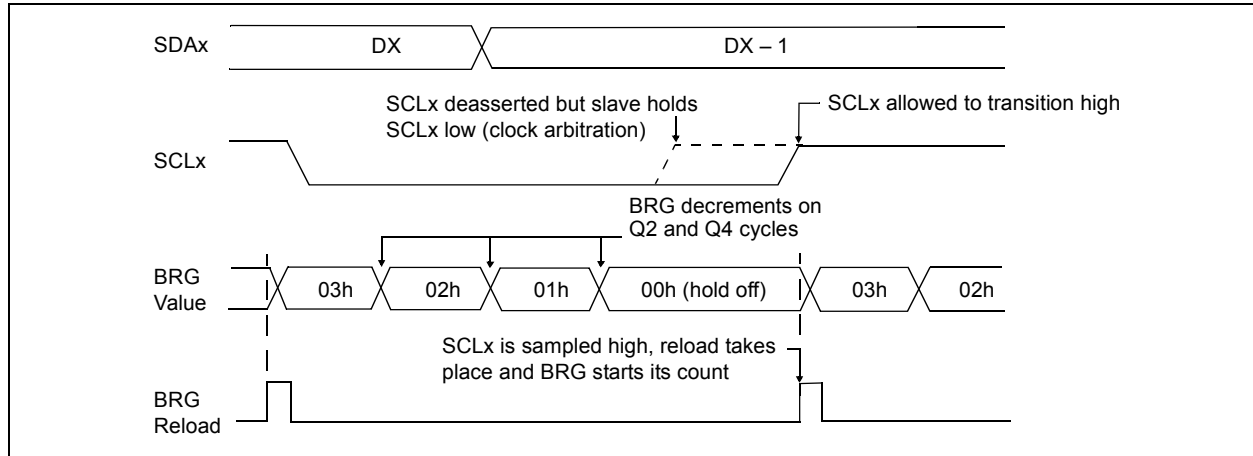 SDAx
DX
DX – 1
SCLx deasserted but slave holds
SCLx low (clock arbitration)
SCLx allowed to transition high
SCLx
BRG decrements on
Q2 and Q4 cycles
BRG
Value
03h
02h
01h
00h (hold off)
03h
02h
SCLx is sampled high, reload takes
place and BRG starts its count
BRG
Reload